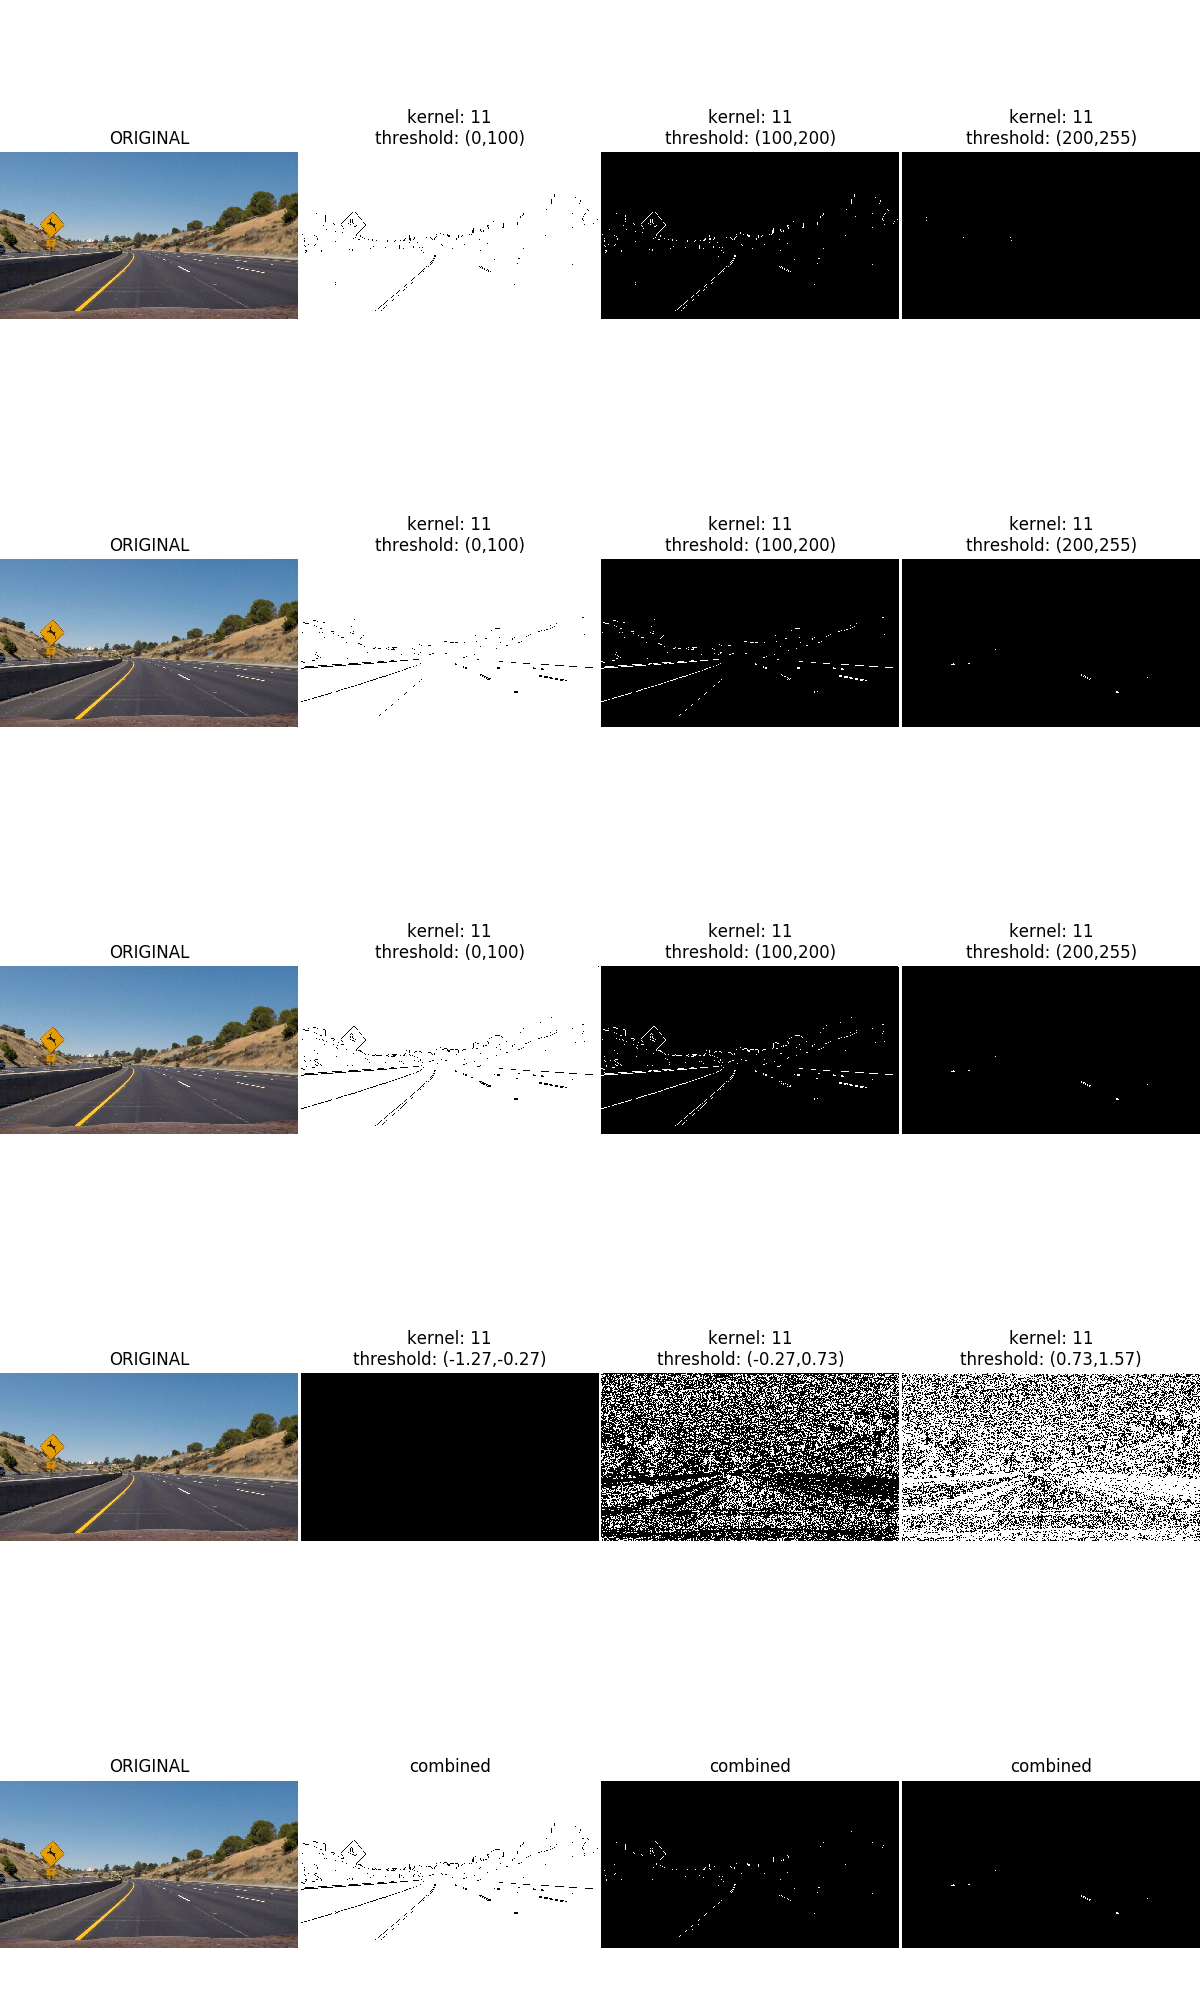 ORIGINAL
kernel: 11
threshold: (0,100)
kernel: 11
threshold: (100,200)
kernel: 11
threshold: (200,255)
ORIGINAL
kernel: 11
threshold: (0,100)
kernel: 11
threshold: (100,200)
kernel: 11
threshold: (200,255)
ORIGINAL
kernel: 11
threshold: (0,100)
kernel: 11
threshold: (100,200)
kernel: 11
threshold: (200,255)
ORIGINAL
kernel: 11
threshold: (-1.27,-0.27)
kernel: 11
threshold: (-0.27,0.73)
kernel: 11
threshold: (0.73,1.57)
ORIGINAL
combined
combined
combined